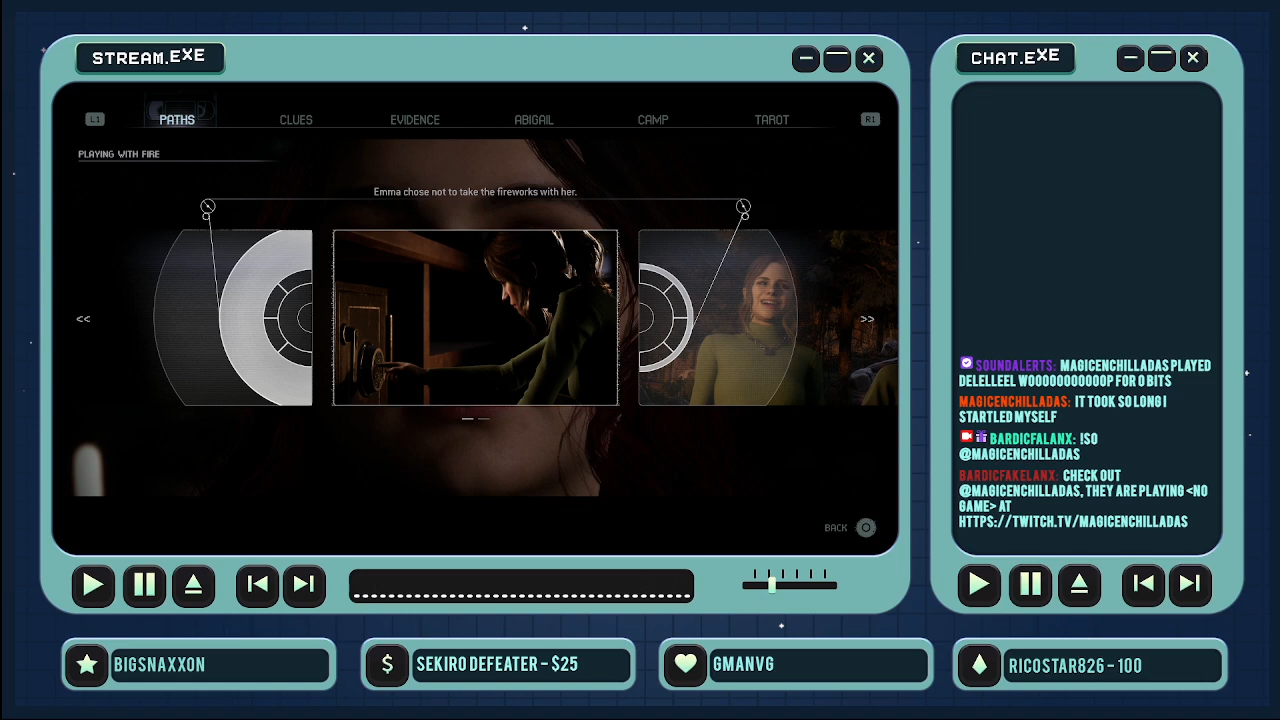 STREAM.EXE
L1
PATHS
CLUES
EVIDENCE
ABIGAIL
CAMP
TAROT
R1
PLAYING WITH FIRE
Emma chose not to take the fireworks with her.
<<
>>
BACK
CHAT.EXE
SOUNDALERTS: MAGICENCHILLADAS PLAYED
DELELLEEL WOOOOOOOOOOOP FOR 0 BITS
MAGICENCHILLADAS: IT TOOK SO LONG I
STARTLED MYSELF
BARDICFALANX: !SO
@MAGICENCHILLADAS
BARDICFAKELANX: CHECK OUT
@MAGICENCHILLADAS, THEY ARE PLAYING <NO
GAME> AT
HTTPS://TWITCH.TV/MAGICENCHILLADAS
BIGSNAXXON
$
SEKIRO DEFEATER - $25
GMANVG
RICOSTAR826 - 100